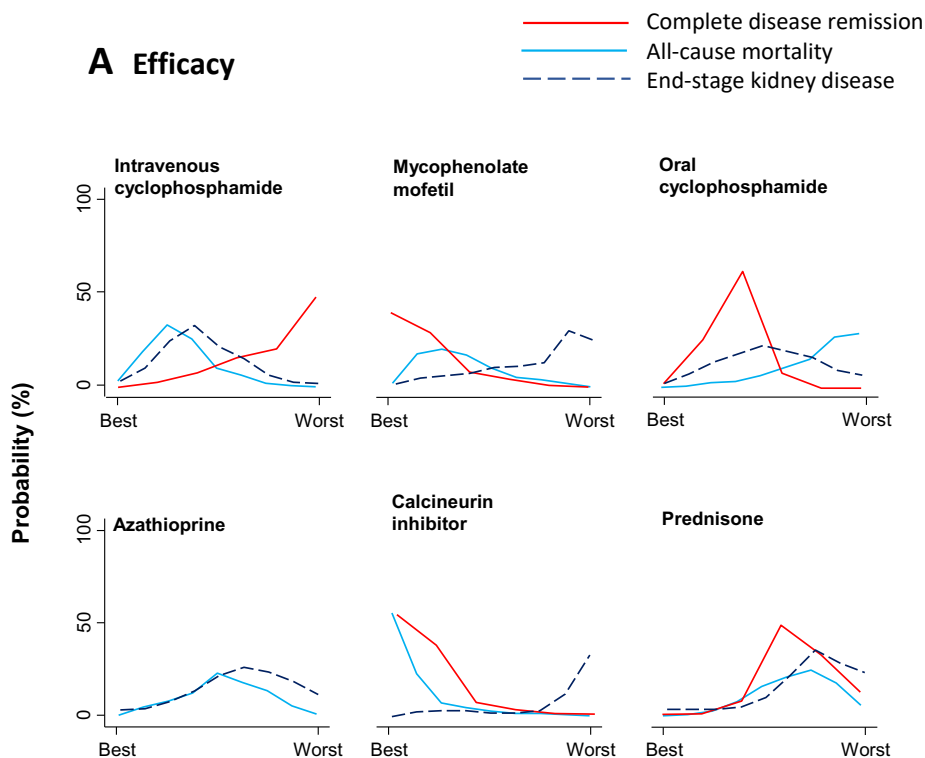 A Efficacy
Complete disease remission
All-cause mortality
End-stage kidney disease
Probability (%)
Intravenous
cyclophosphamide
Mycophenolate
mofetil
Oral
cyclophosphamide
100
50
0
Best
Worst
Best
Worst
Best
Worst
Azathioprine
Calcineurin
inhibitor
Prednisone
100
50
0
Best
Worst
Best
Worst
Best
Worst